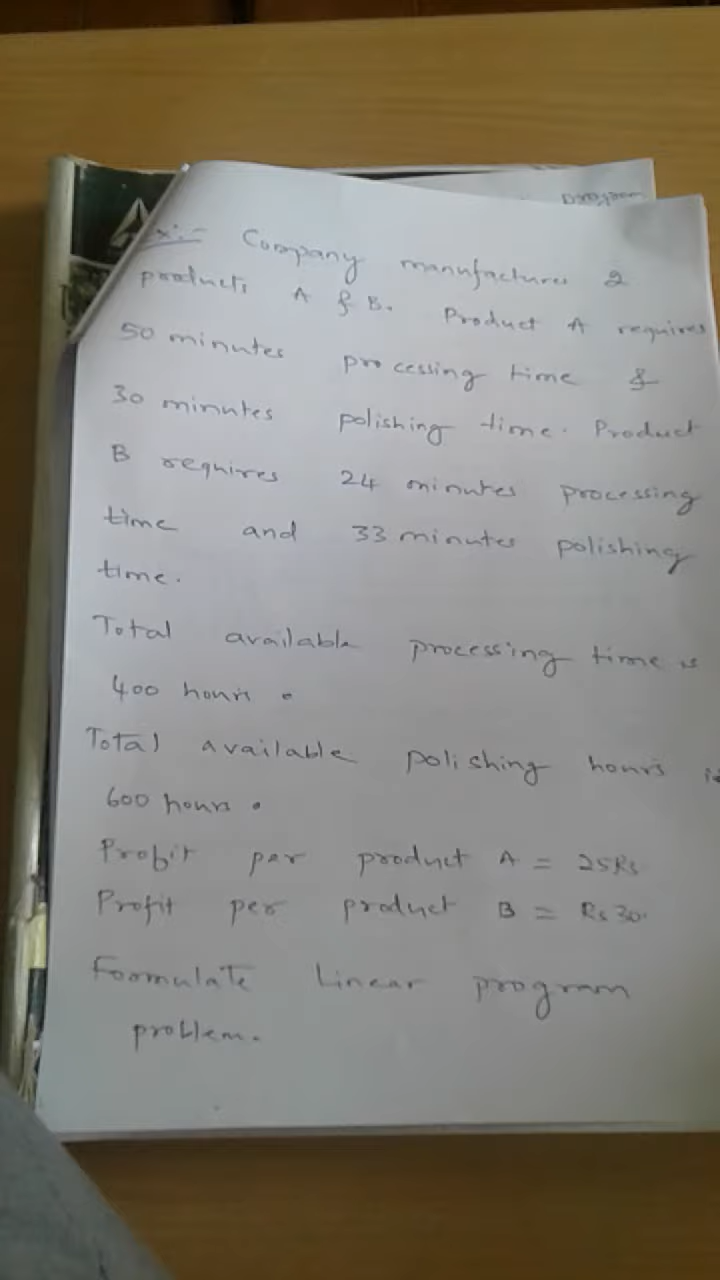 Ex:- Company manufactures 2
products A & B. Product A requires
50 minutes processing time &
30 minutes polishing time. Product
B requires 24 minutes processing
time and 33 minutes polishing
time.
Total available processing time is
400 hours.
Total available polishing hours is
600 hours.
Profit per product A = 25Rs
Profit per product B = Rs 30.
Formulate Linear program
problem.